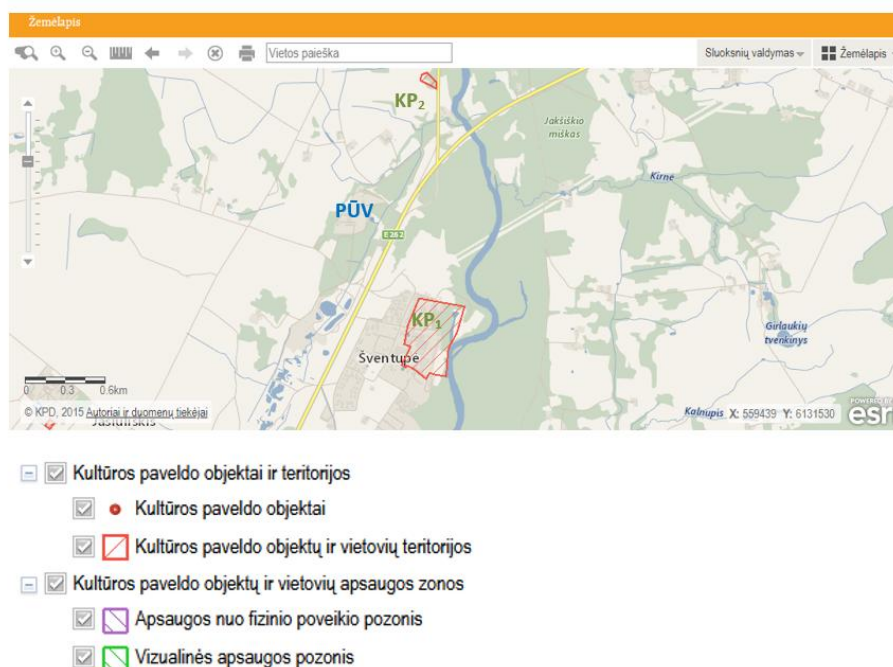 Žemėlapis
Vietos paieška
Sluoksnių valdymas
Žemėlapis
KP2
Jakšiškio
miškas
Kirnė
PŪV
E 262
KP1
Šventupė
Girlaukių
tvenkinys
0 0.3 0.6km
© KPD, 2015 Autoriai ir duomenų tiekėjai
Kalnupis X: 559439 Y: 6131530
POWERED BY
esri
Kultūros paveldo objektai ir teritorijos
Kultūros paveldo objektai
Kultūros paveldo objektų ir vietovių teritorijos
Kultūros paveldo objektų ir vietovių apsaugos zonos
Apsaugos nuo fizinio poveikio pozonis
Vizualinės apsaugos pozonis